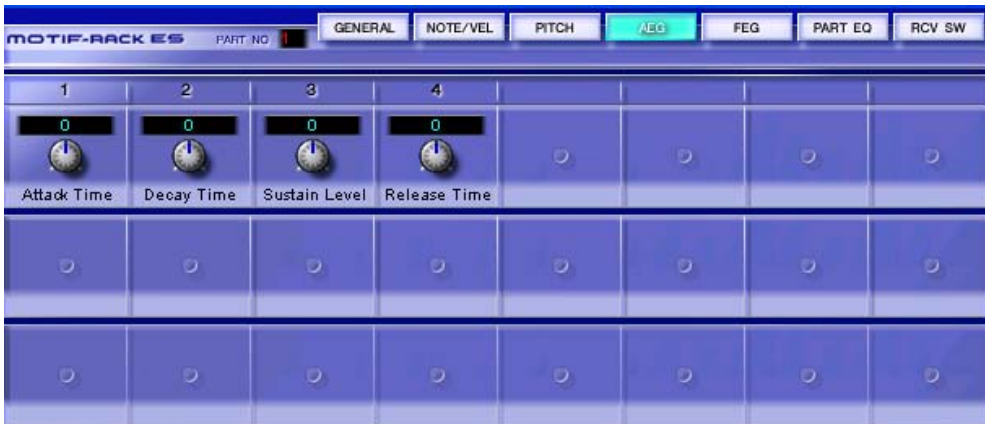 MOTIF-RACK ES PART NO 1 GENERAL NOTE/VEL PITCH AEG FEG PART EQ RCV SW
1 2 3 4
0 0 0 0
Attack Time Decay Time Sustain Level Release Time